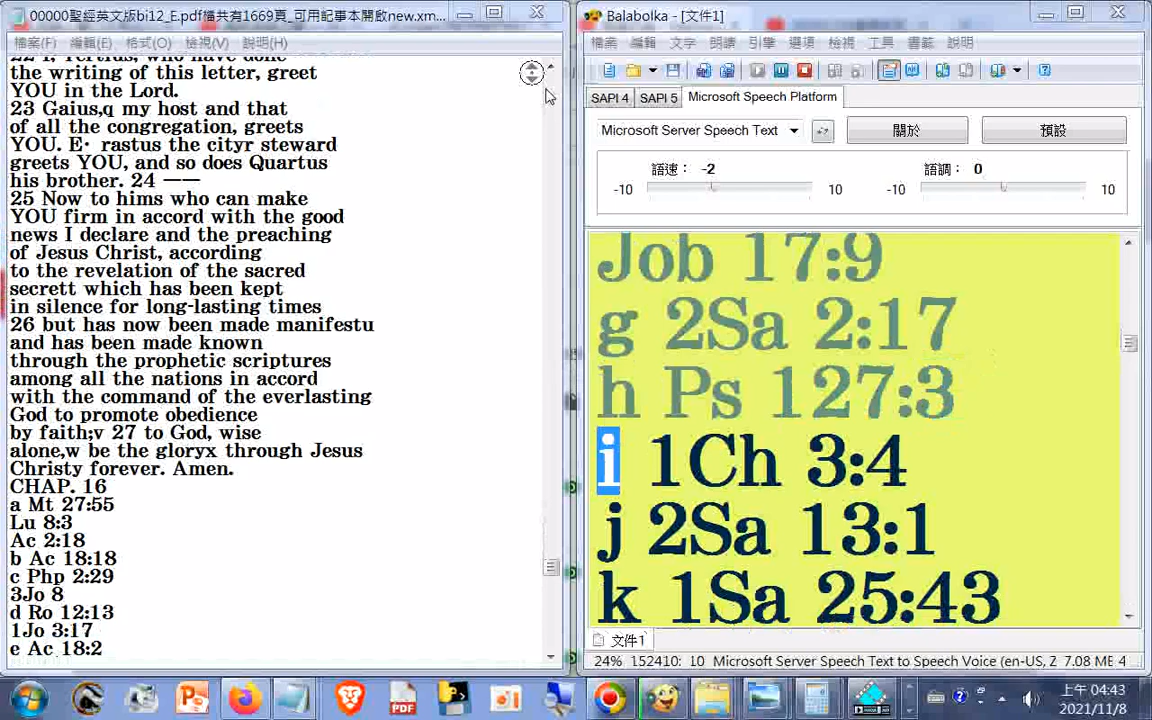 00000聖經英文版bi12_E.pdf檔共有1669頁_可用記事本開啟new.xm...
檔案(F) 編輯(E) 格式(O) 檢視(V) 說明(H)
22 I, Tertius, who have done
the writing of this letter, greet
YOU in the Lord.
23 Gaius,q my host and that
of all the congregation, greets
YOU. E· rastus the cityr steward
greets YOU, and so does Quartus
his brother. 24 ——
25 Now to hims who can make
YOU firm in accord with the good
news I declare and the preaching
of Jesus Christ, according
to the revelation of the sacred
secrett which has been kept
in silence for long-lasting times
26 but has now been made manifestu
and has been made known
through the prophetic scriptures
among all the nations in accord
with the command of the everlasting
God to promote obedience
by faith;v 27 to God, wise
alone,w be the gloryx through Jesus
Christy forever. Amen.
CHAP. 16
a Mt 27:55
Lu 8:3
Ac 2:18
b Ac 18:18
c Php 2:29
3Jo 8
d Ro 12:13
1Jo 3:17
e Ac 18:2
Balabolka - [文件1]
檔案 編輯 文字 朗讀 引擎 選項 檢視 工具 書籤 說明
SAPI 4 SAPI 5 Microsoft Speech Platform
Microsoft Server Speech Text 關於 預設
語速： -2 語調： 0
-10 10 -10 10
Job 17:9
g 2Sa 2:17
h Ps 127:3
i 1Ch 3:4
j 2Sa 13:1
k 1Sa 25:43
文件1
24% 152410: 10 Microsoft Server Speech Text to Speech Voice (en-US, 2 7.08 MB 4
PDF
上午 04:43
2021/11/8